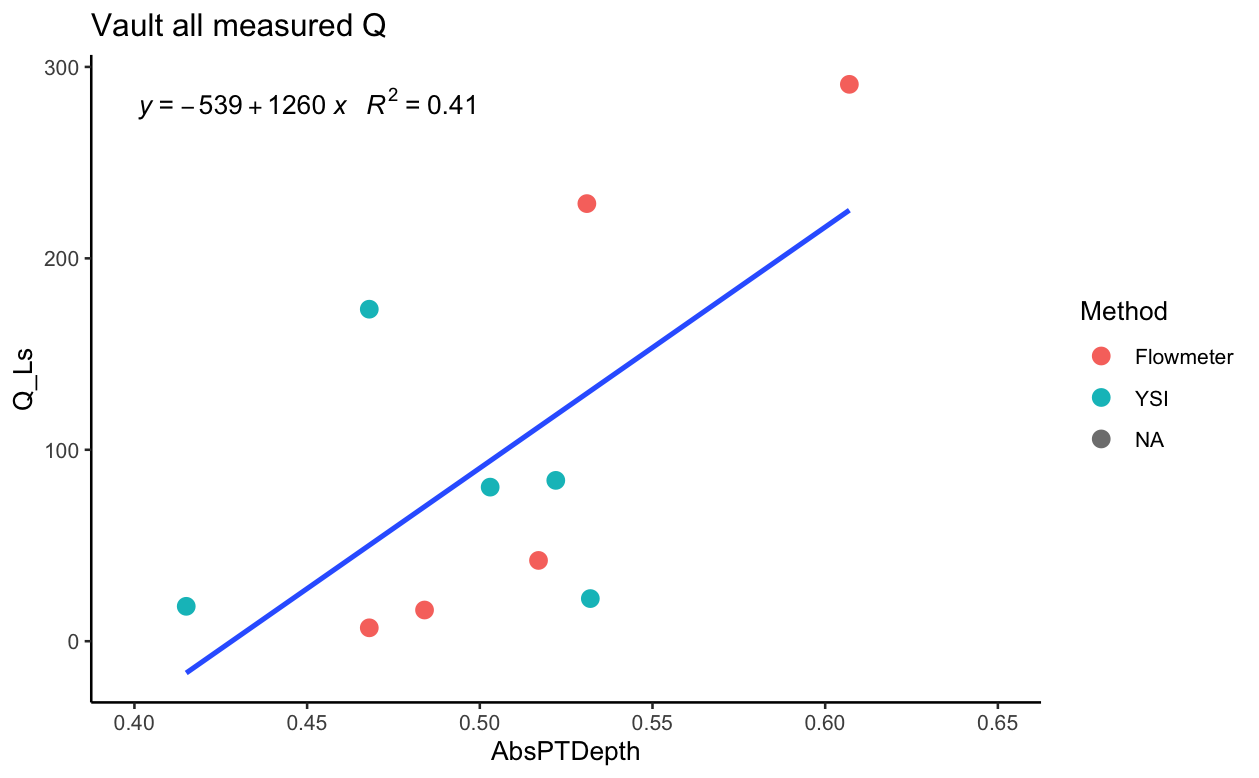 Vault all measured Q
y = − 539 + 1260 x R² = 0.41
300
200
100
0
Q_Ls
0.40 0.45 0.50 0.55 0.60 0.65
AbsPTDepth
Method
Flowmeter
YSI
NA